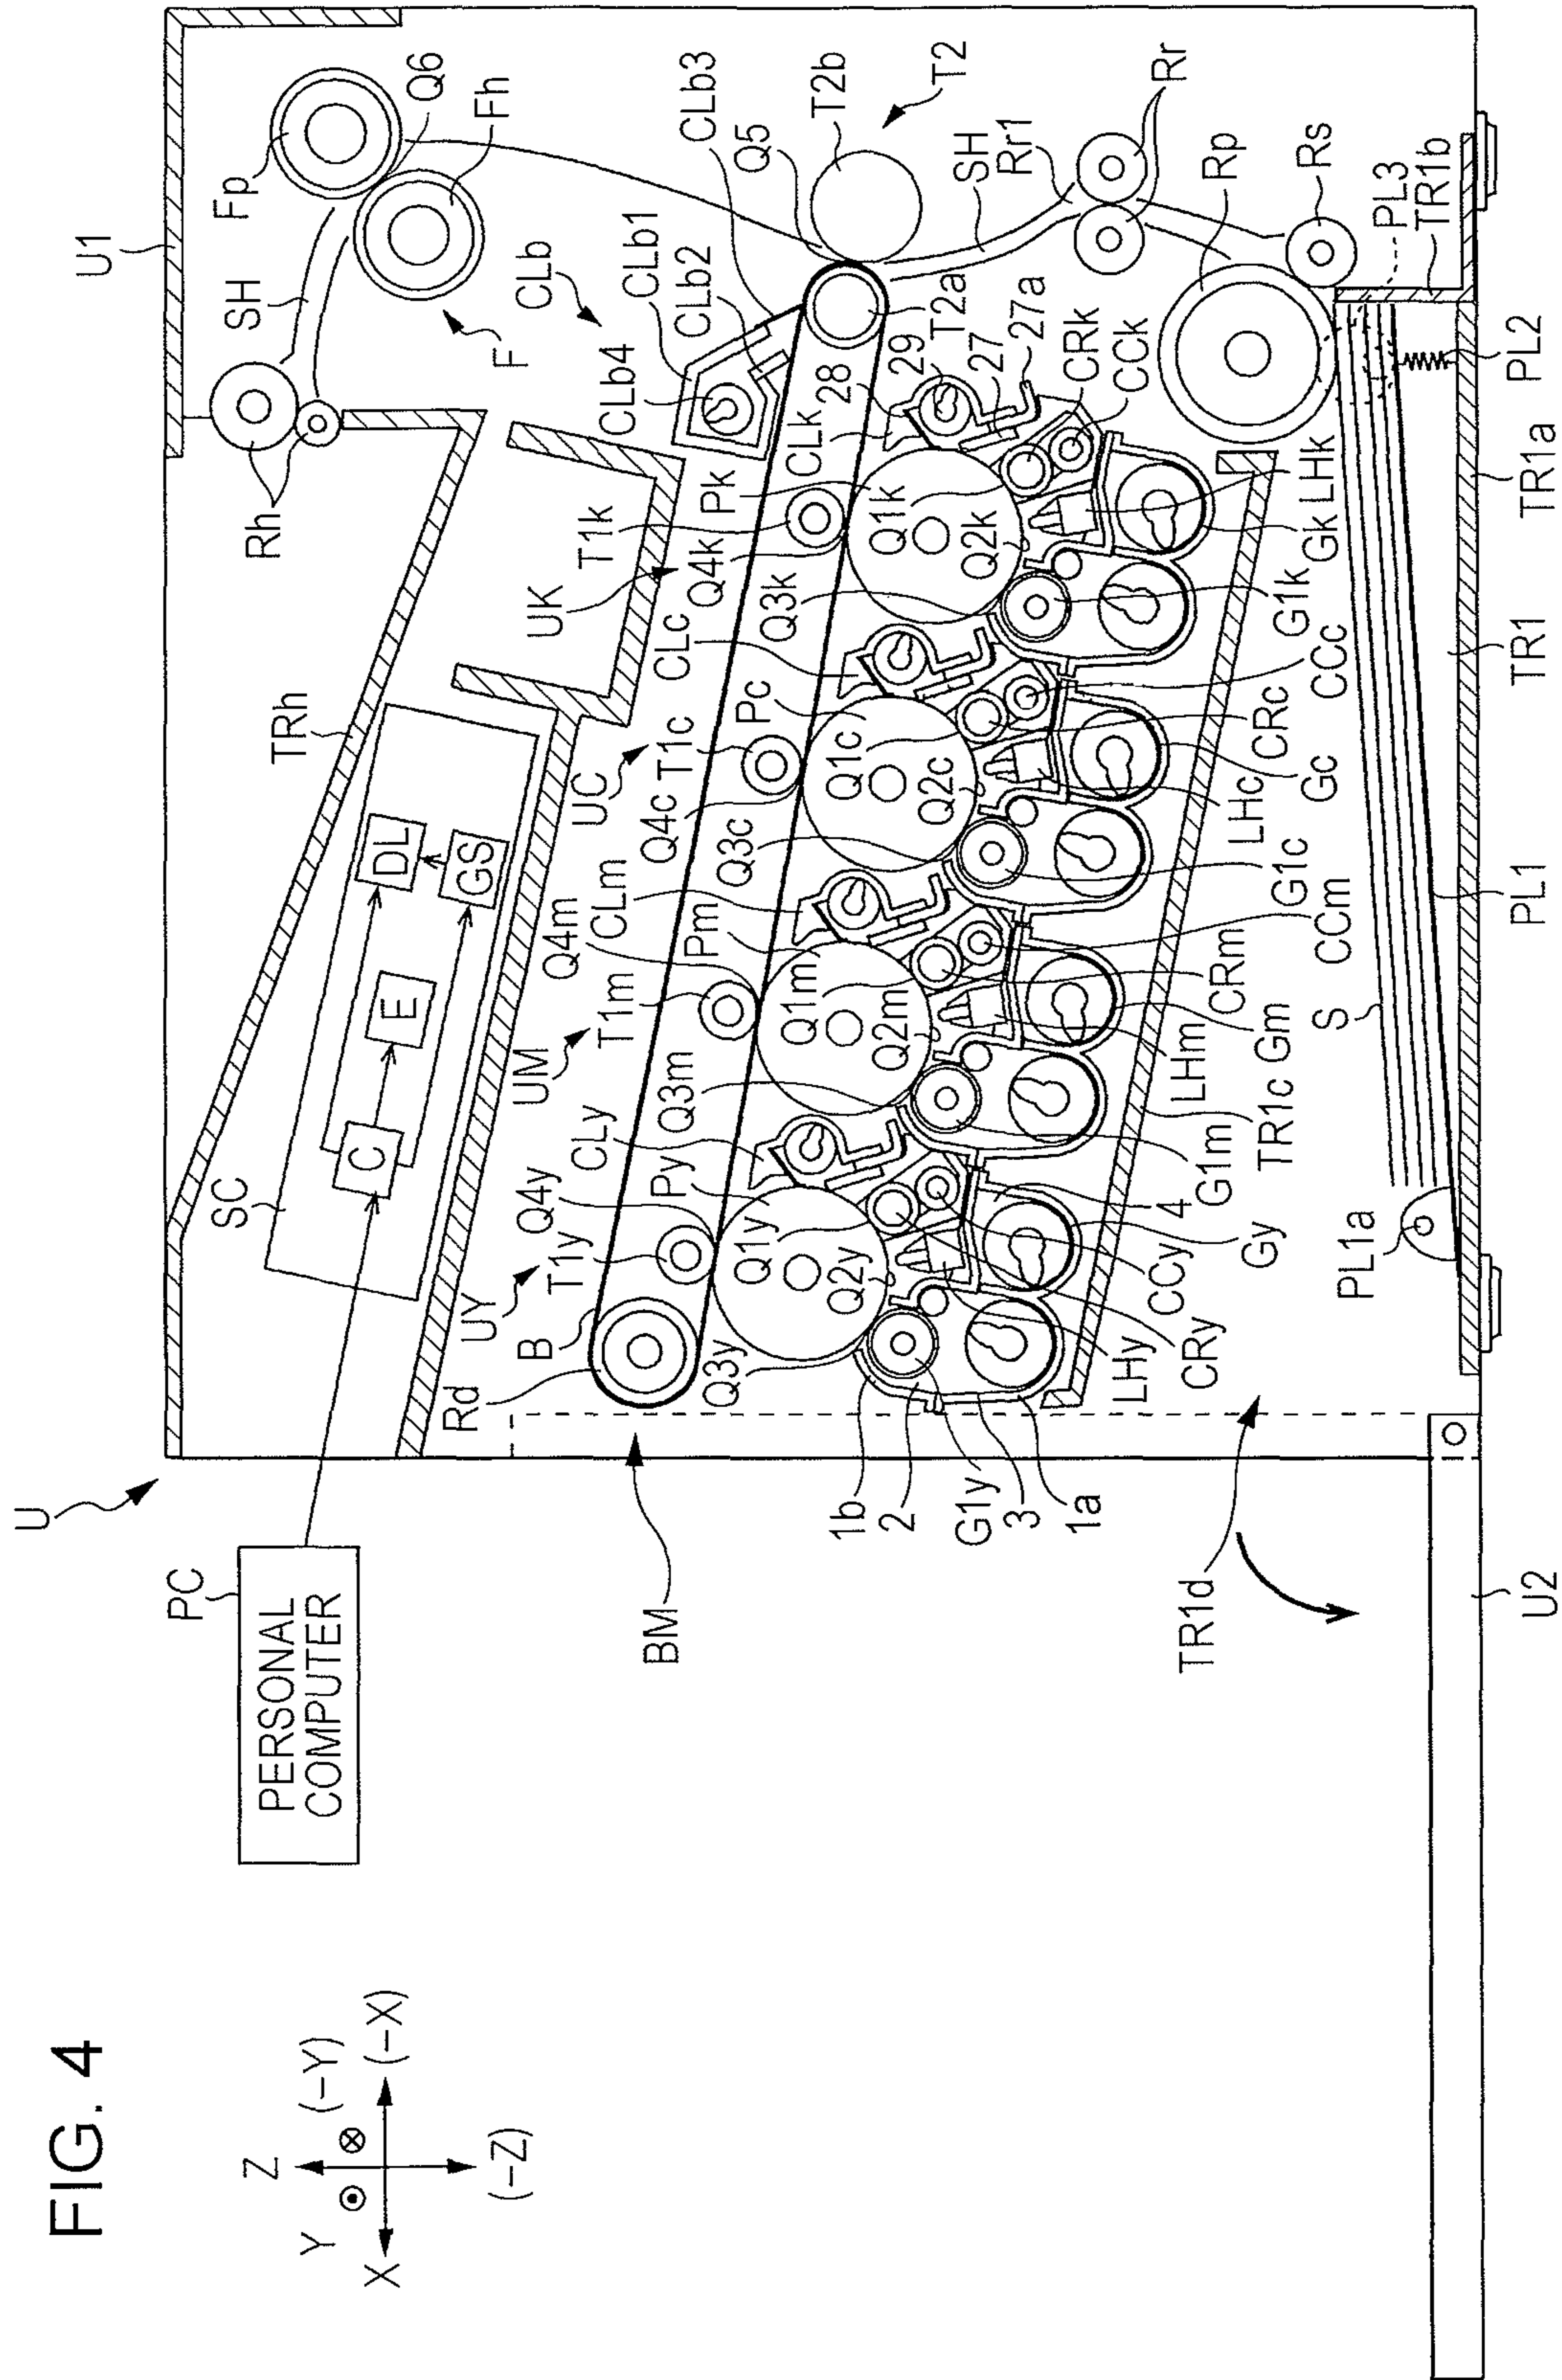 FIG. 4
Z
Y
(-Y)
X
(-X)
(-Z)
U
PC
PERSONAL
COMPUTER
U1
SC
C
E
DL
GS
TRh
Rh
SH
Fp
Q6
Fh
F
CLb
CLb1
CLb2
CLb3
CLb4
Q5
T2b
T2
T2a
SH
Rr1
Rr
Rp
Rs
PL3
TR1b
PL2
TR1a
TR1
PL1
S
PL1a
BM
Rd
B
UY
T1y
Q4y
Py
CLy
Q1y
Q2y
Q3y
UM
T1m
Q4m
Pm
CLm
Q1m
Q2m
Q3m
UC
T1c
Q4c
Pc
CLc
Q1c
Q2c
Q3c
UK
T1k
Q4k
Pk
CLk
Q1k
Q2k
Q3k
28
29
27
27a
CRk
CCk
LHk
Gk
G1k
CCc
CRc
Gc
LHc
G1c
CCm
CRm
Gm
LHm
G1m
TR1c
4
Gy
CCy
CRy
LHy
1b
2
G1y
3
1a
TR1d
U2